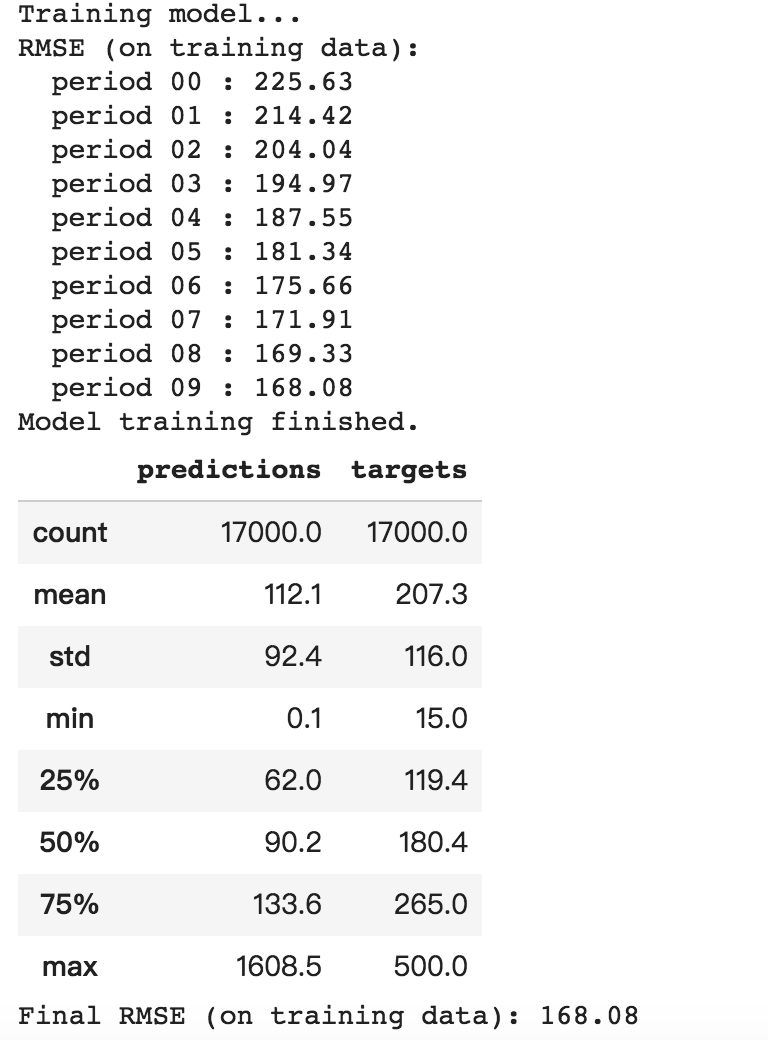 Training model...
RMSE (on training data):
  period 00 : 225.63
  period 01 : 214.42
  period 02 : 204.04
  period 03 : 194.97
  period 04 : 187.55
  period 05 : 181.34
  period 06 : 175.66
  period 07 : 171.91
  period 08 : 169.33
  period 09 : 168.08
Model training finished.
predictions targets
count 17000.0 17000.0
mean 112.1 207.3
std 92.4 116.0
min 0.1 15.0
25% 62.0 119.4
50% 90.2 180.4
75% 133.6 265.0
max 1608.5 500.0
Final RMSE (on training data): 168.08